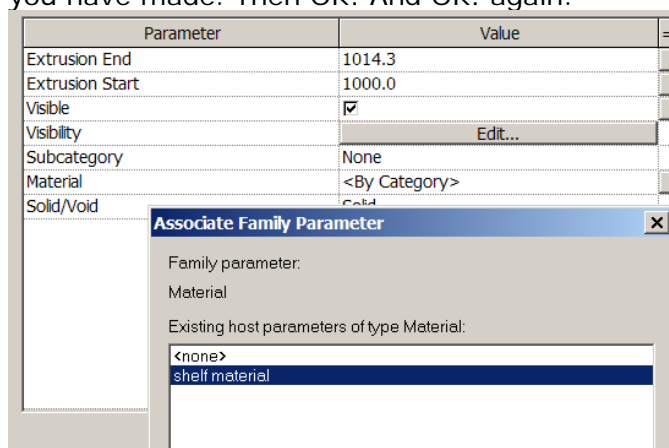 you have made. Then OK. And OK. again.
Parameter Value =
Extrusion End 1014.3
Extrusion Start 1000.0
Visible
Visibility Edit...
Subcategory None
Material <By Category>
Solid/Void Solid
Associate Family Parameter
Family parameter:
Material
Existing host parameters of type Material:
<none>
shelf material